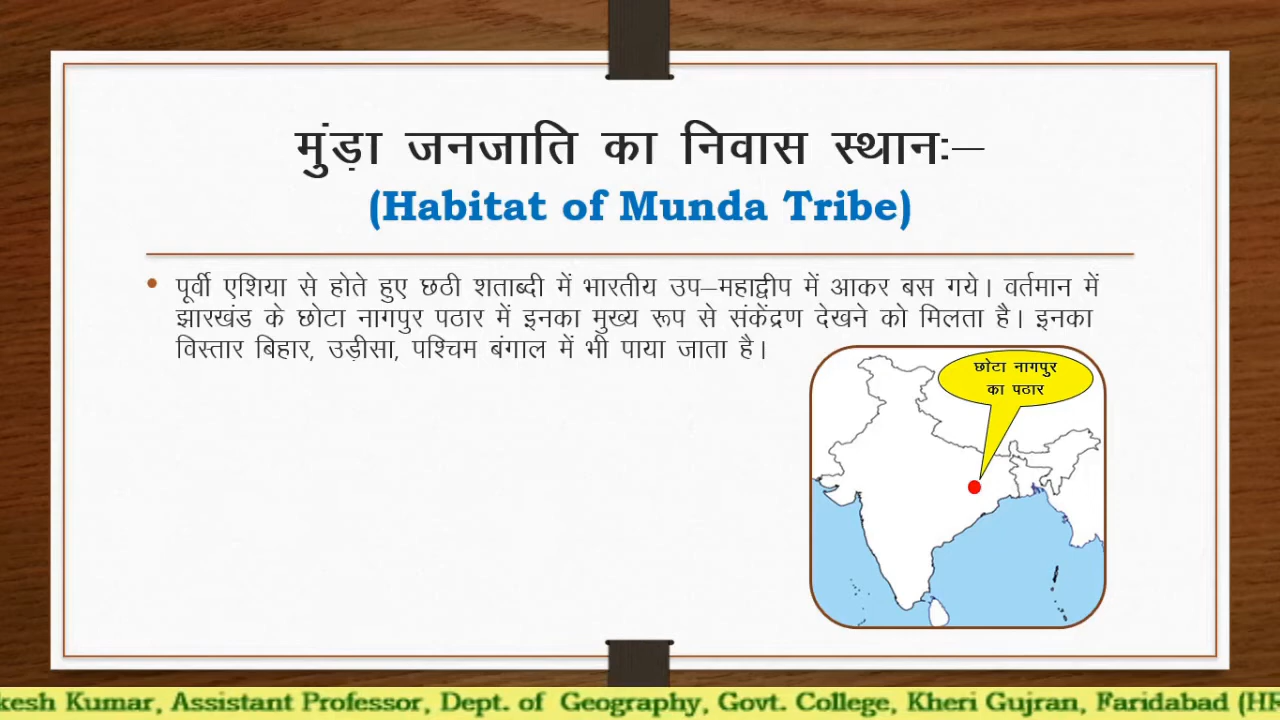 मुंड़ा जनजाति का निवास स्थानः–
(Habitat of Munda Tribe)
• पूर्वी एशिया से होते हुए छठी शताब्दी में भारतीय उप–महाद्वीप में आकर बस गये। वर्तमान में
झारखंड के छोटा नागपुर पठार में इनका मुख्य रूप से संकेंद्रण देखने को मिलता है। इनका
विस्तार बिहार, उड़ीसा, पश्चिम बंगाल में भी पाया जाता है।
छोटा नागपुर
का पठार
kesh Kumar, Assistant Professor, Dept. of Geography, Govt. College, Kheri Gujran, Faridabad (HR